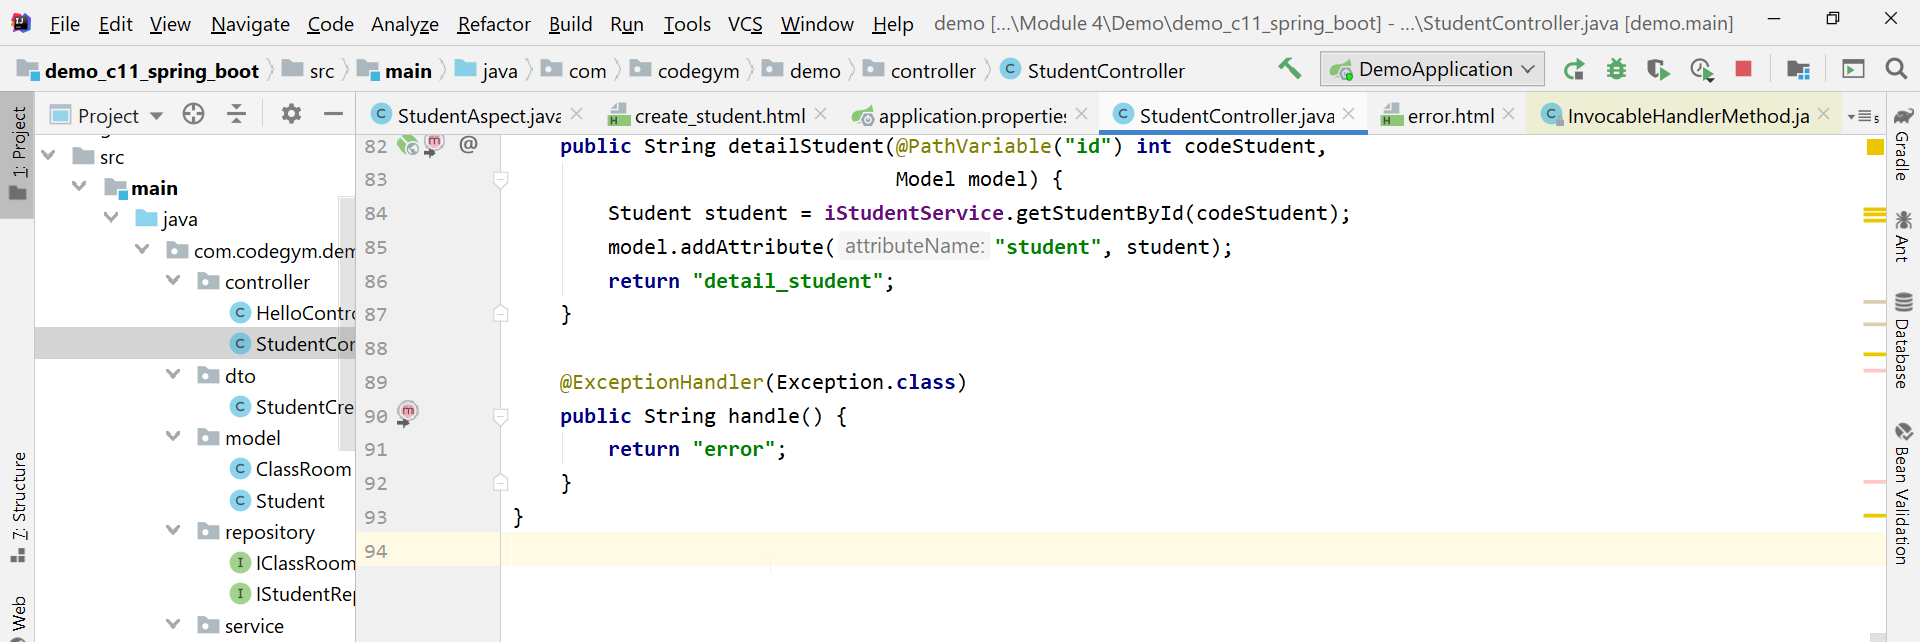 File Edit View Navigate Code Analyze Refactor Build Run Tools VCS Window Help demo [...\Module 4\Demo\demo_c11_spring_boot] - ...\StudentController.java [demo.main]
demo_c11_spring_boot src main java com codegym demo controller StudentController DemoApplication
Project StudentAspect.java create_student.html application.properties StudentController.java error.html InvocableHandlerMethod.ja 5
1: Project
7: Structure
Web
src
main
java
com.codegym.dem
controller
HelloContro
StudentCor
dto
StudentCre
model
ClassRoom
Student
repository
IClassRoom
IStudentRep
service
82 @ public String detailStudent(@PathVariable("id") int codeStudent,
83 Model model) {
84 Student student = iStudentService.getStudentById(codeStudent);
85 model.addAttribute( attributeName: "student", student);
86 return "detail_student";
87 }
88
89 @ExceptionHandler(Exception.class)
90 public String handle() {
91 return "error";
92 }
93 }
94
Gradle
Ant
Database
Bean Validation